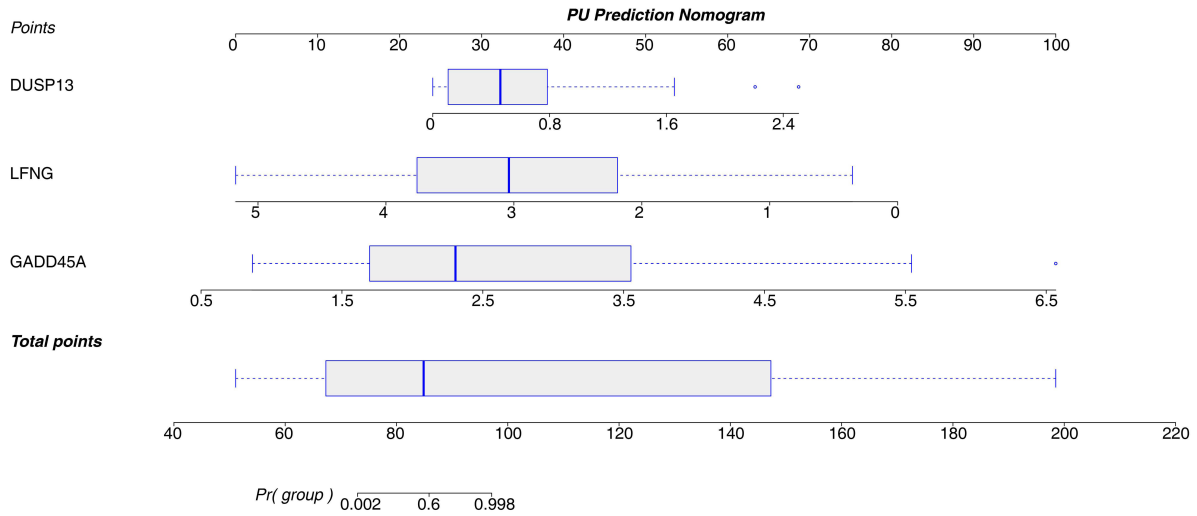 PU Prediction Nomogram
Points
0 10 20 30 40 50 60 70 80 90 100
DUSP13
0 0.8 1.6 2.4
LFNG
5 4 3 2 1 0
GADD45A
0.5 1.5 2.5 3.5 4.5 5.5 6.5
Total points
40 60 80 100 120 140 160 180 200 220
Pr( group ) 0.002 0.6 0.998